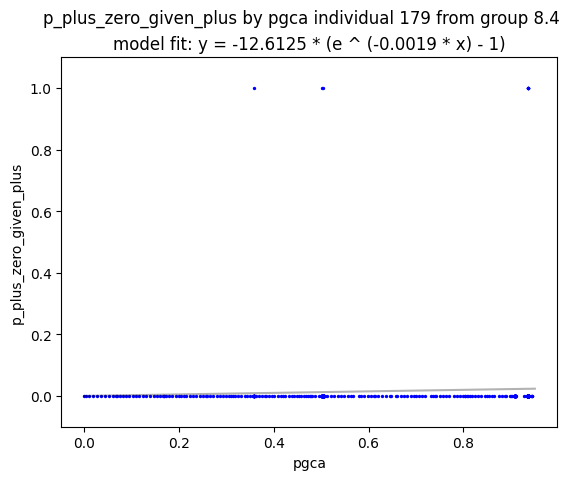 p_plus_zero_given_plus by pgca individual 179 from group 8.4
model fit: y = -12.6125 * (e ^ (-0.0019 * x) - 1)
1.0
0.8
0.6
0.4
0.2
0.0
p_plus_zero_given_plus
0.0 0.2 0.4 0.6 0.8
pgca